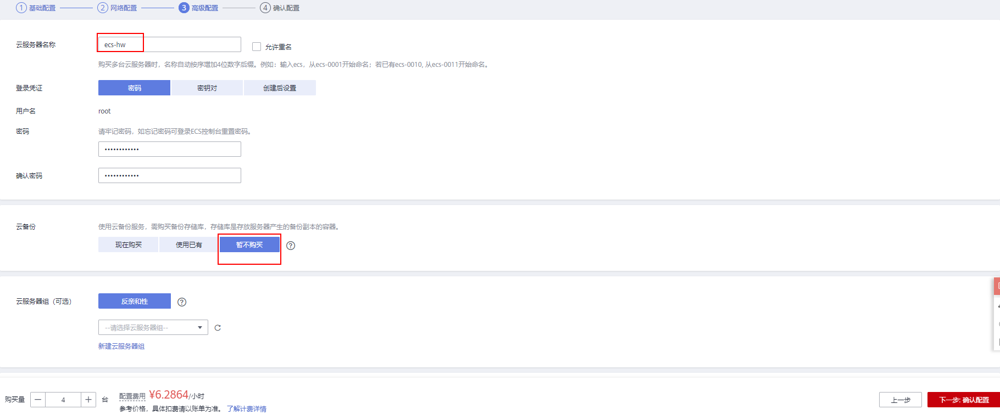 1 基础配置 2 网络配置 3 高级配置 4 确认配置
云服务器名称 ecs-hw 允许重名
购买多台云服务器时，名称自动按序增加4位数字后缀。例如：输入ecs，从ecs-0001开始命名；若已有ecs-0010, 从ecs-0011开始命名。
登录凭证 密码 密钥对 创建后设置
用户名 root
密码 请牢记密码，如忘记密码可登录ECS控制台重置密码。
••••••••••••
确认密码 ••••••••••••
云备份 使用云备份服务，需购买备份存储库，存储库是存放服务器产生的备份副本的容器。
现在购买 使用已有 暂不购买 ?
云服务器组（可选） 反亲和性 ?
--请选择云服务器组--
新建云服务器组
购买量 4 台 配置费用 ¥6.2864/小时
参考价格，具体扣费请以账单为准。 了解计费详情
上一步 下一步: 确认配置